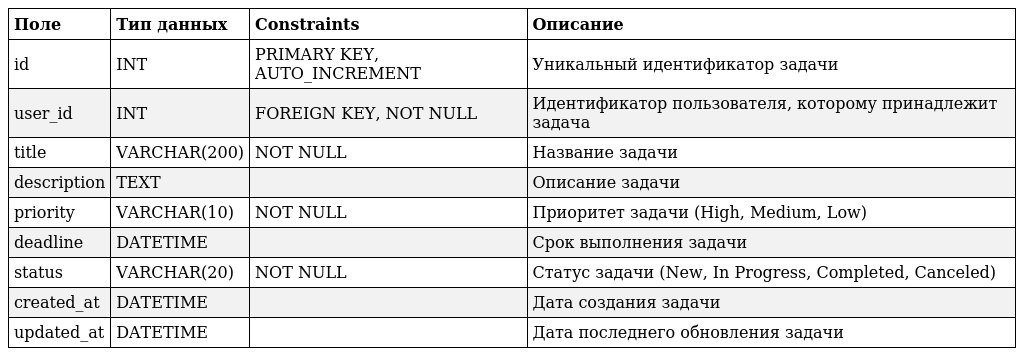 Поле Тип данных Constraints Описание
id INT PRIMARY KEY, AUTO_INCREMENT Уникальный идентификатор задачи
user_id INT FOREIGN KEY, NOT NULL Идентификатор пользователя, которому принадлежит задача
title VARCHAR(200) NOT NULL Название задачи
description TEXT Описание задачи
priority VARCHAR(10) NOT NULL Приоритет задачи (High, Medium, Low)
deadline DATETIME Срок выполнения задачи
status VARCHAR(20) NOT NULL Статус задачи (New, In Progress, Completed, Canceled)
created_at DATETIME Дата создания задачи
updated_at DATETIME Дата последнего обновления задачи